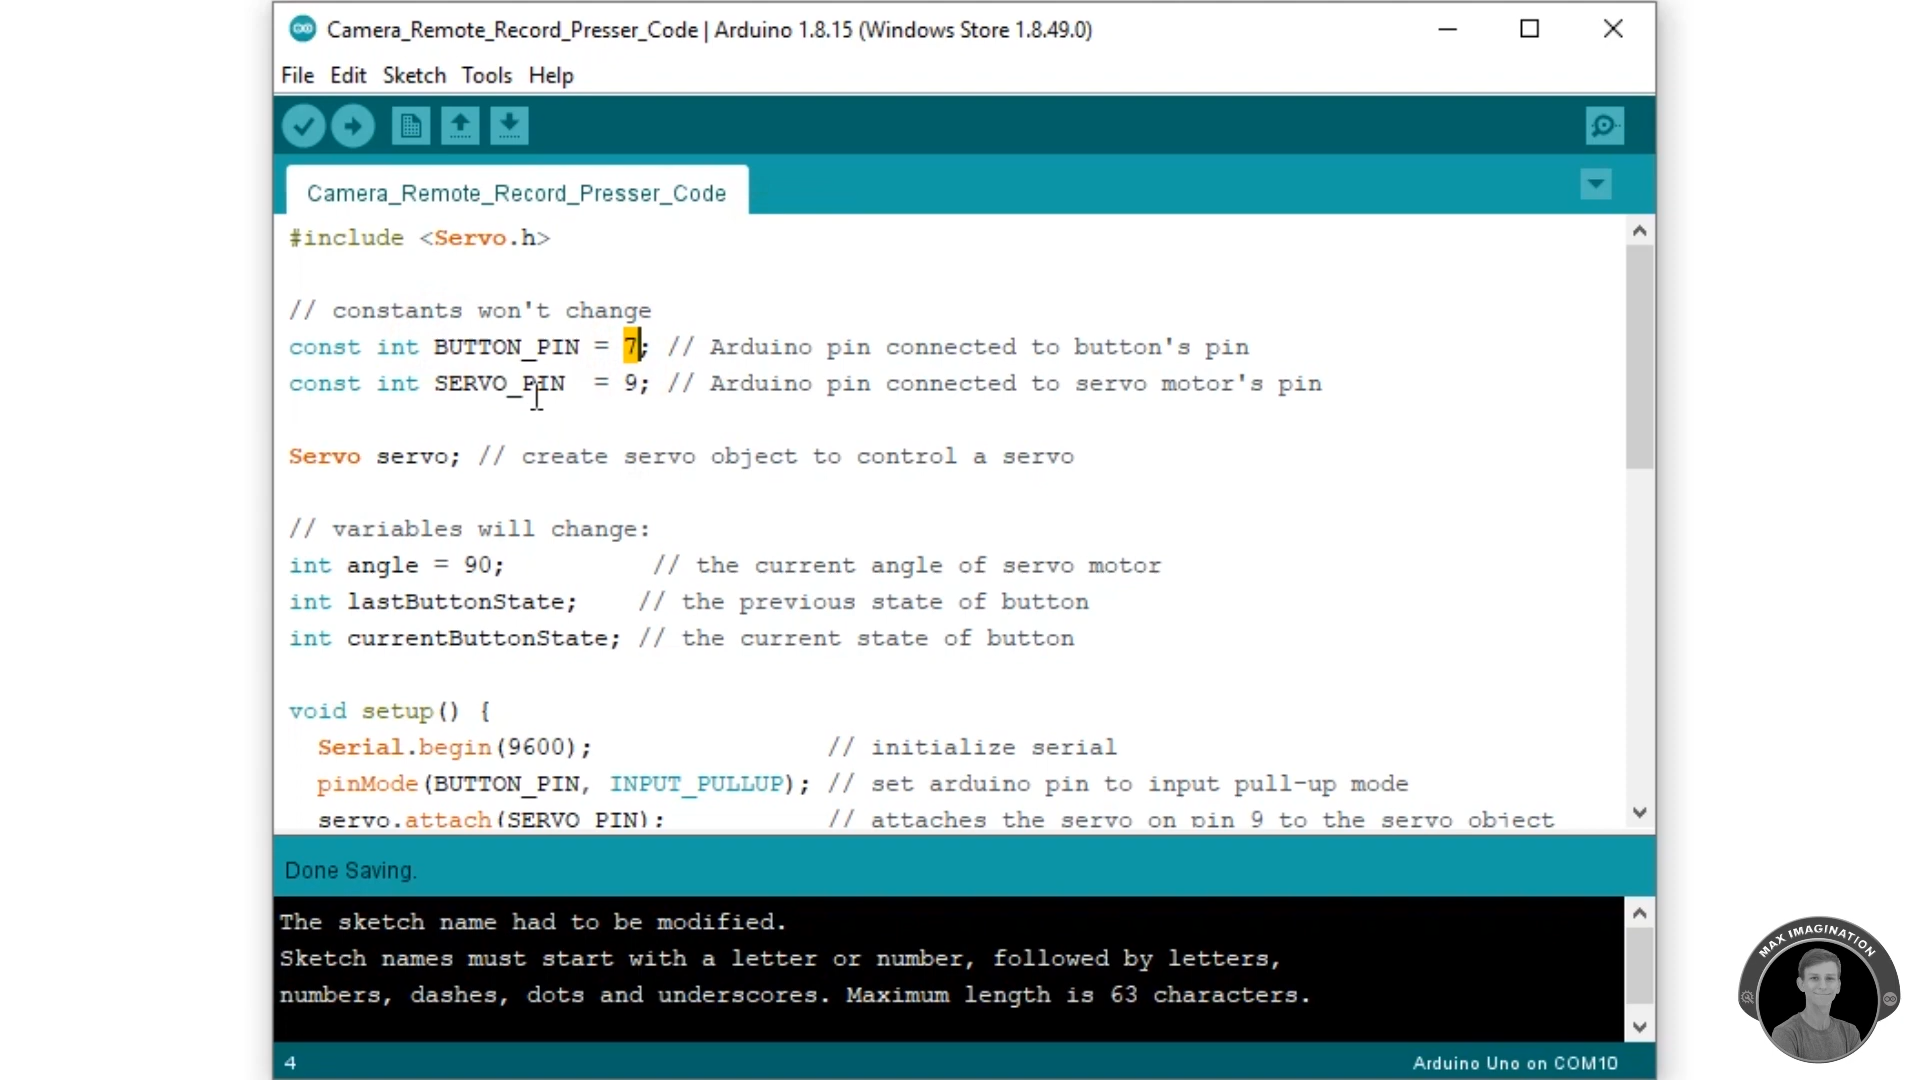 Camera_Remote_Record_Presser_Code | Arduino 1.8.15 (Windows Store 1.8.49.0)
File Edit Sketch Tools Help
Camera_Remote_Record_Presser_Code
#include <Servo.h>
// constants won't change
const int BUTTON_PIN = 7; // Arduino pin connected to button's pin
const int SERVO_PIN  = 9; // Arduino pin connected to servo motor's pin
Servo servo; // create servo object to control a servo
// variables will change:
int angle = 90;          // the current angle of servo motor
int lastButtonState;    // the previous state of button
int currentButtonState; // the current state of button
void setup() {
  Serial.begin(9600);                // initialize serial
  pinMode(BUTTON_PIN, INPUT_PULLUP); // set arduino pin to input pull-up mode
  servo.attach(SERVO_PIN);           // attaches the servo on pin 9 to the servo object
Done Saving.
The sketch name had to be modified.
Sketch names must start with a letter or number, followed by letters,
numbers, dashes, dots and underscores. Maximum length is 63 characters.
4
Arduino Uno on COM10
MAX IMAGINATION